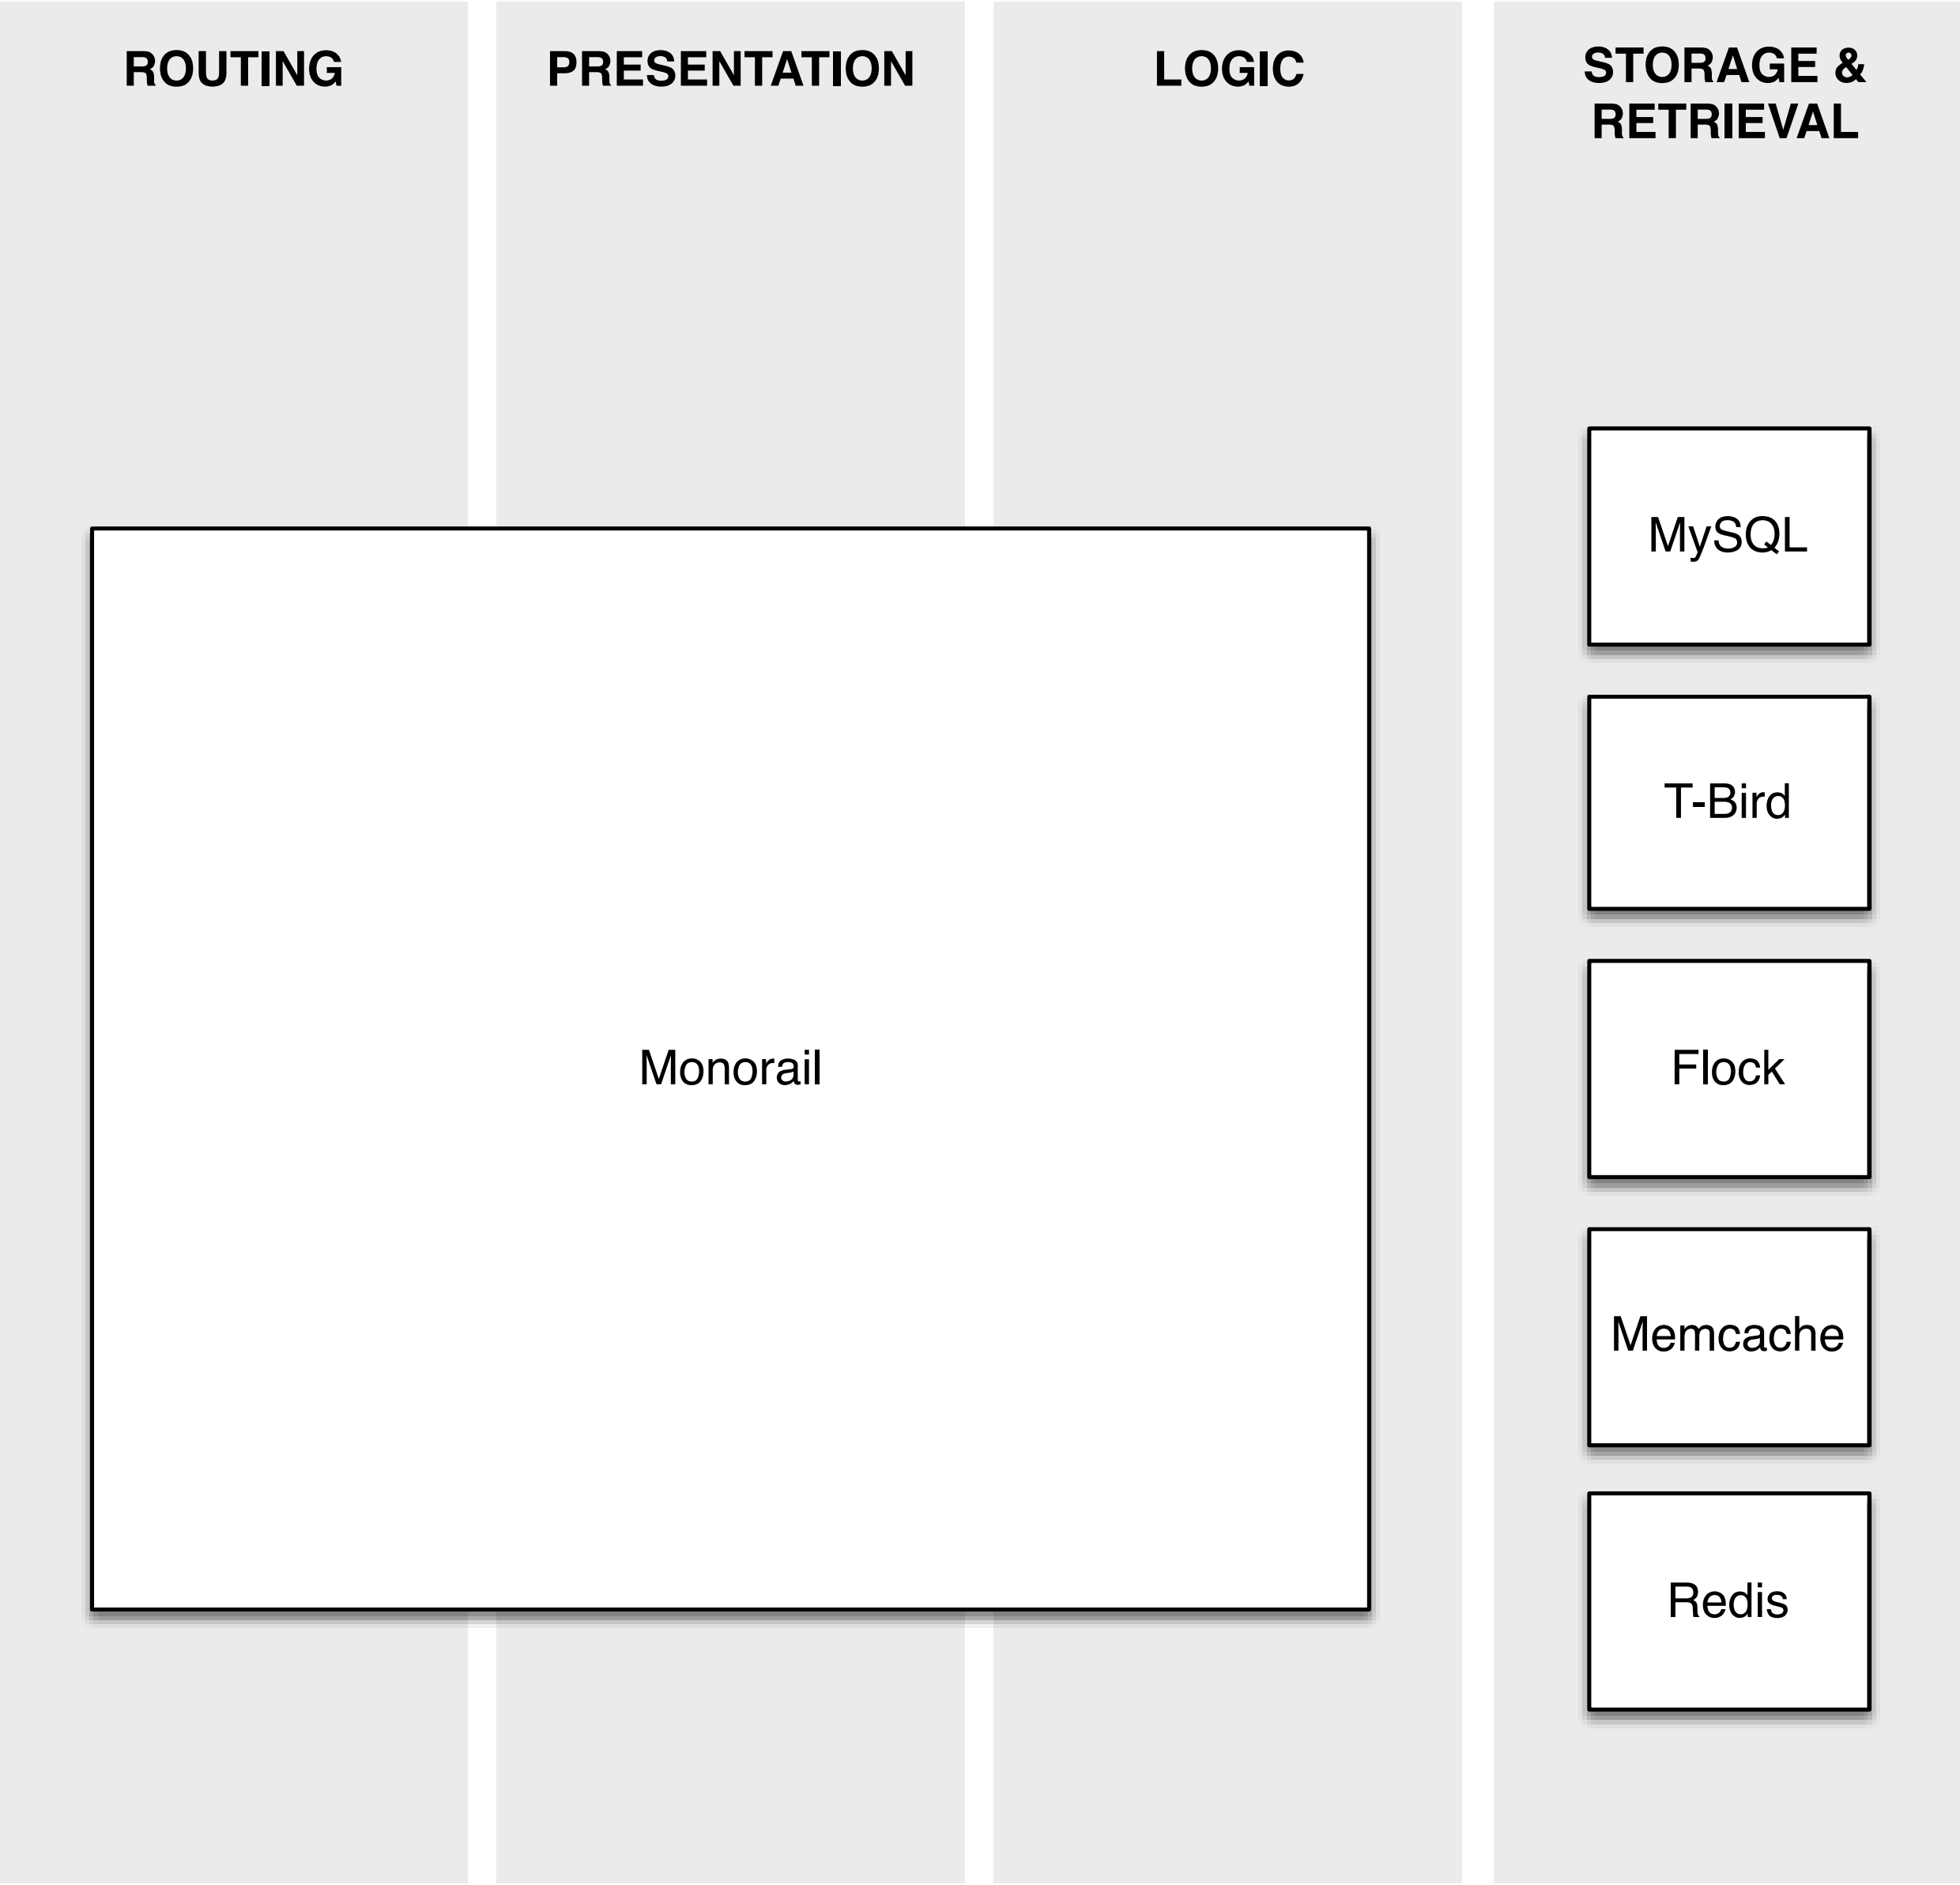 ROUTING
PRESENTATION
LOGIC
STORAGE &
RETRIEVAL
Monorail
MySQL
T-Bird
Flock
Memcache
Redis